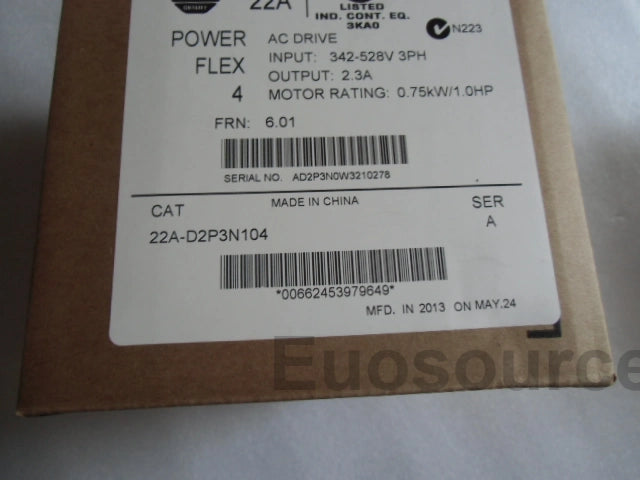 22A
LISTED
IND. CONT. EQ.
3KA0
N223
POWER
FLEX
4
AC DRIVE
INPUT: 342-528V 3PH
OUTPUT: 2.3A
MOTOR RATING: 0.75kW/1.0HP
FRN: 6.01
SERIAL NO. AD2P3N0W3210278
CAT
MADE IN CHINA
SER
22A-D2P3N104
A
*00662453979649*
MFD. IN 2013 ON MAY.24
Euosource